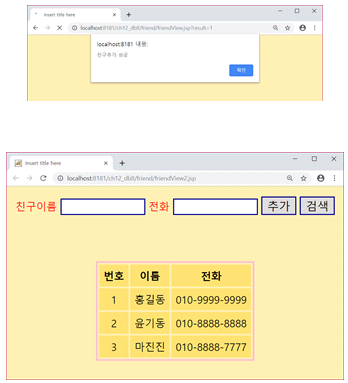 Insert title here
localhost:8181/ch12_dbII/friend/friendView.jsp?result=1
localhost:8181 내용:
친구추가 성공
확인
Insert title here
localhost:8181/ch12_dbII/friend/friendView2.jsp
친구이름 전화 추가 검색
번호 이름 전화
1 홍길동 010-9999-9999
2 윤기동 010-8888-8888
3 마진진 010-8888-7777